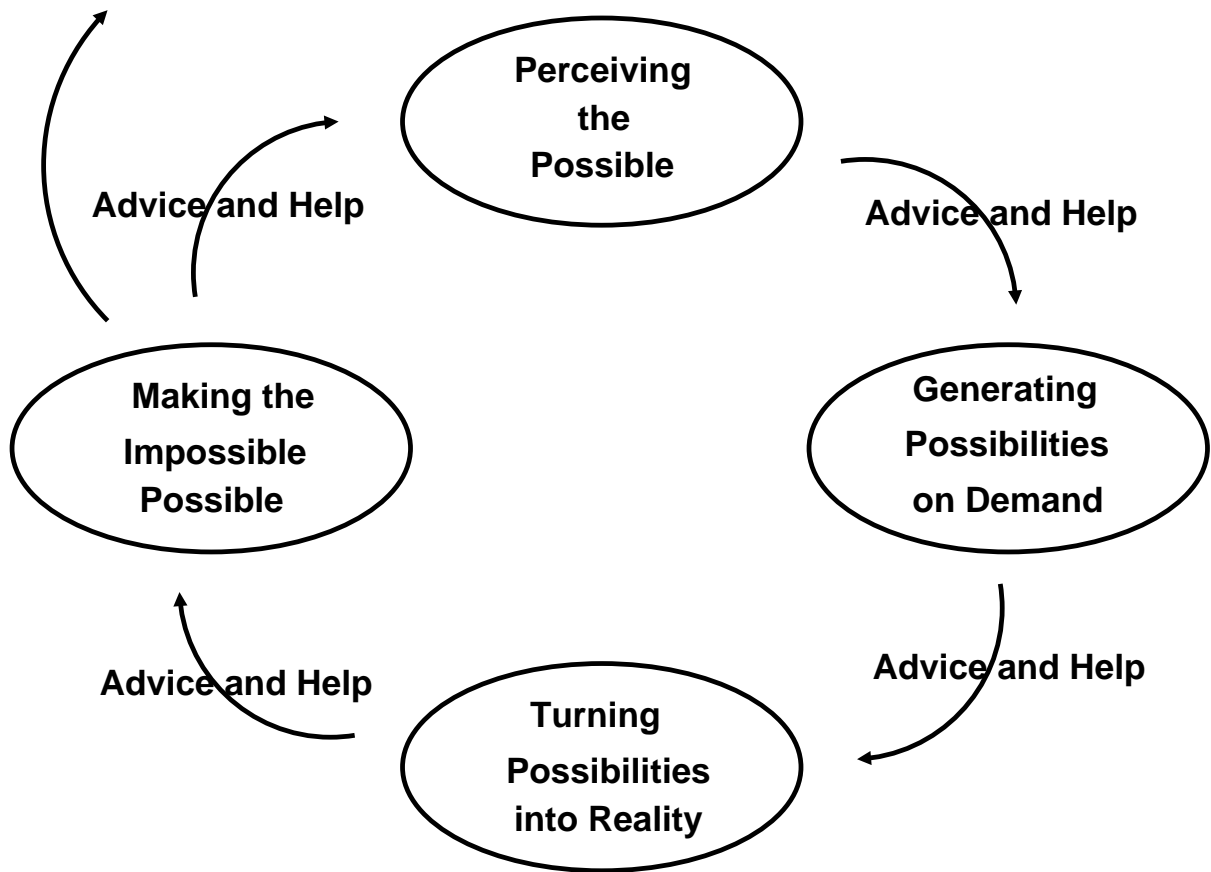 Perceiving
the
Possible
Advice and Help
Advice and Help
Making the
Impossible
Possible
Generating
Possibilities
on Demand
Advice and Help
Advice and Help
Turning
Possibilities
into Reality